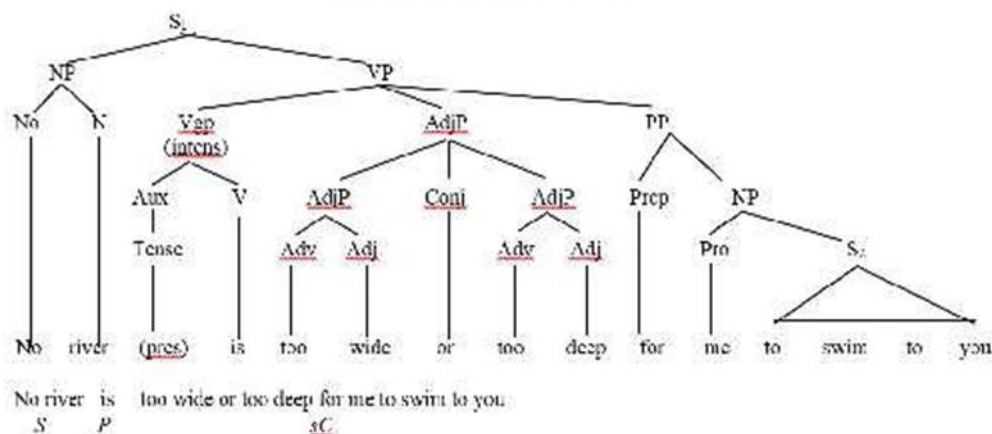 S₁
NP VP
No N Vgp AdjP PP
(intens)
Aux V AdjP Conj AdjP Prep NP
Tense Adv Adj Adv Adj Pro S₂
No river (pres) is too wide or too deep for me to swim to you
No river is too wide or too deep for me to swim to you
S P sC